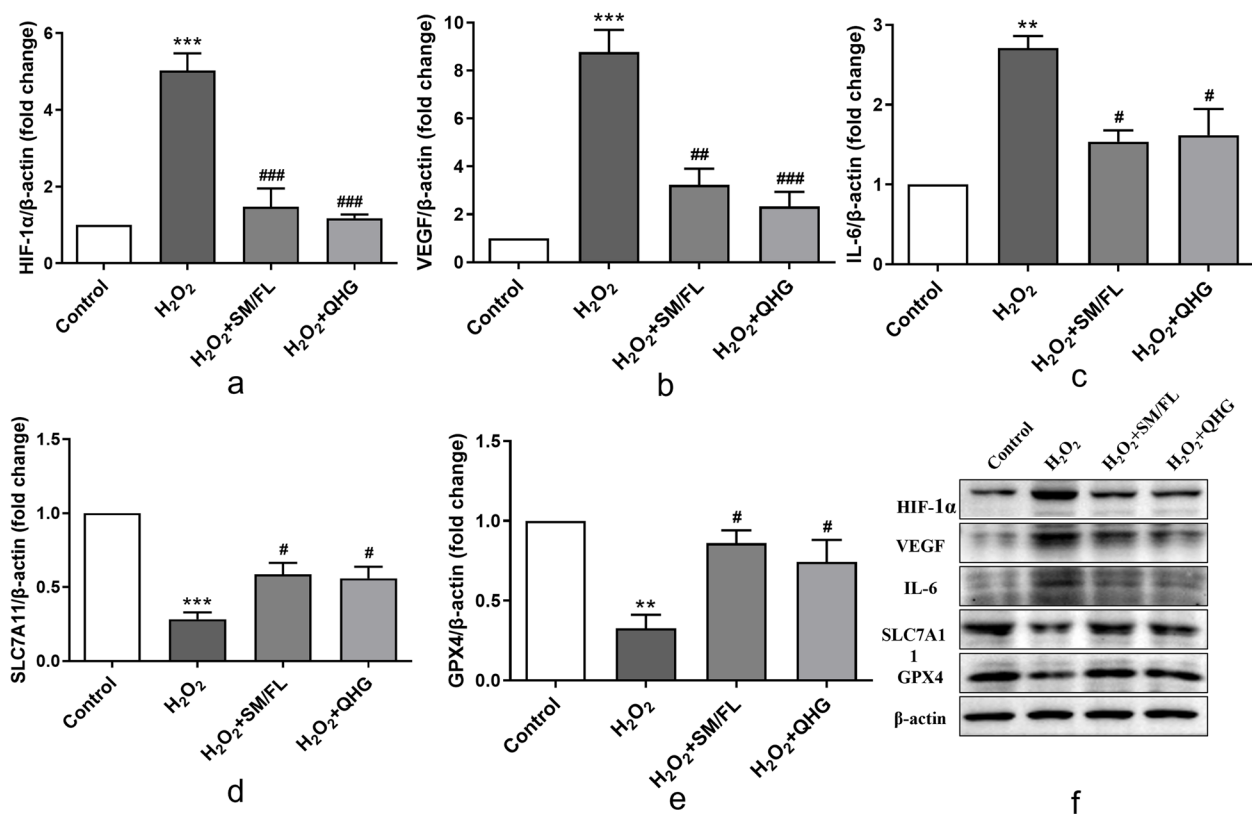 HIF-1α/β-actin (fold change)
8
6
4
2
0
***
###
###
Control
H₂O₂
H₂O₂+SM/FL
H₂O₂+QHG
a
VEGF/β-actin (fold change)
10
8
6
4
2
0
***
##
###
Control
H₂O₂
H₂O₂+SM/FL
H₂O₂+QHG
b
IL-6/β-actin (fold change)
3
2
1
0
**
#
#
Control
H₂O₂
H₂O₂+SM/FL
H₂O₂+QHG
c
SLC7A11/β-actin (fold change)
1.5
1.0
0.5
0.0
***
#
#
Control
H₂O₂
H₂O₂+SM/FL
H₂O₂+QHG
d
GPX4/β-actin (fold change)
1.5
1.0
0.5
0.0
**
#
#
Control
H₂O₂
H₂O₂+SM/FL
H₂O₂+QHG
e
Control
H₂O₂
H₂O₂+SM/FL
H₂O₂+QHG
HIF-1α
VEGF
IL-6
SLC7A1
1
GPX4
β-actin
f